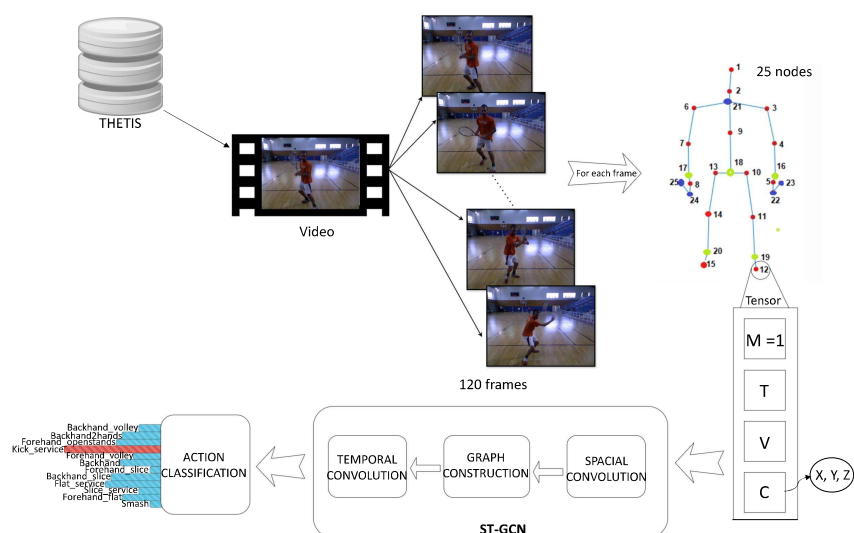 THETIS
Video
120 frames
For each frame
25 nodes
1
2
21
6
3
9
7
4
17
13
18
10
16
25
8
5
23
24
22
14
11
20
19
15
12
Tensor
M =1
T
V
C
X, Y, Z
SPACIAL
CONVOLUTION
GRAPH
CONSTRUCTION
TEMPORAL
CONVOLUTION
ST-GCN
ACTION
CLASSIFICATION
Backhand_volley
Backhand2hands
Forehand_openstands
Kick_service
Forehand_volley
Backhand
Forehand_slice
Backhand_slice
Flat_service
Slice_service
Forehand_flat
Smash